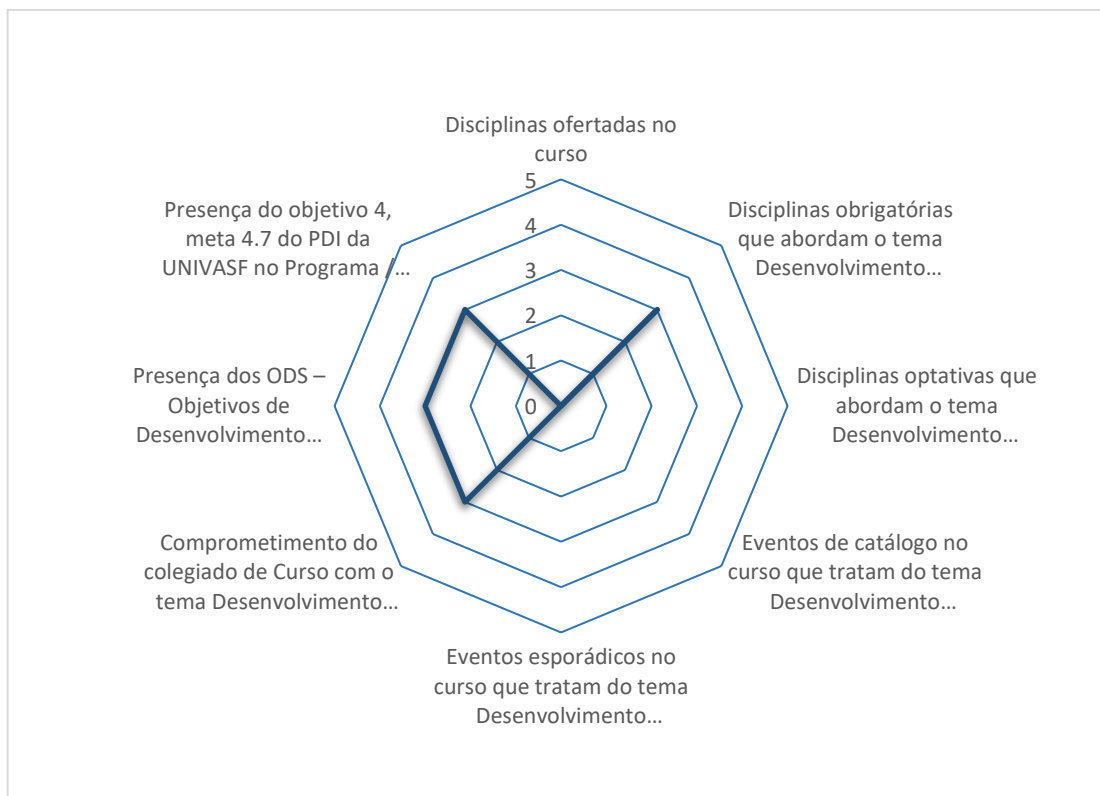 Disciplinas ofertadas no
curso
Disciplinas obrigatórias
que abordam o tema
Desenvolvimento...
Disciplinas optativas que
abordam o tema
Desenvolvimento...
Eventos de catálogo no
curso que tratam do tema
Desenvolvimento...
Eventos esporádicos no
curso que tratam do tema
Desenvolvimento...
Comprometimento do
colegiado de Curso com o
tema Desenvolvimento...
Presença dos ODS –
Objetivos de
Desenvolvimento...
Presença do objetivo 4,
meta 4.7 do PDI da
UNIVASF no Programa /...
5
4
3
2
1
0